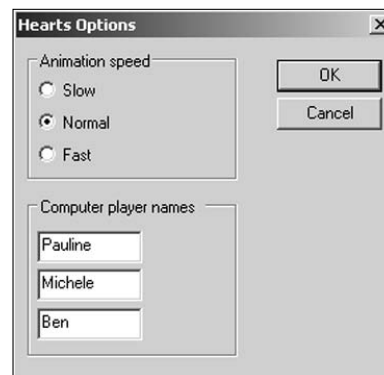 Hearts Options
Animation speed
Slow
Normal
Fast
OK
Cancel
Computer player names
Pauline
Michele
Ben